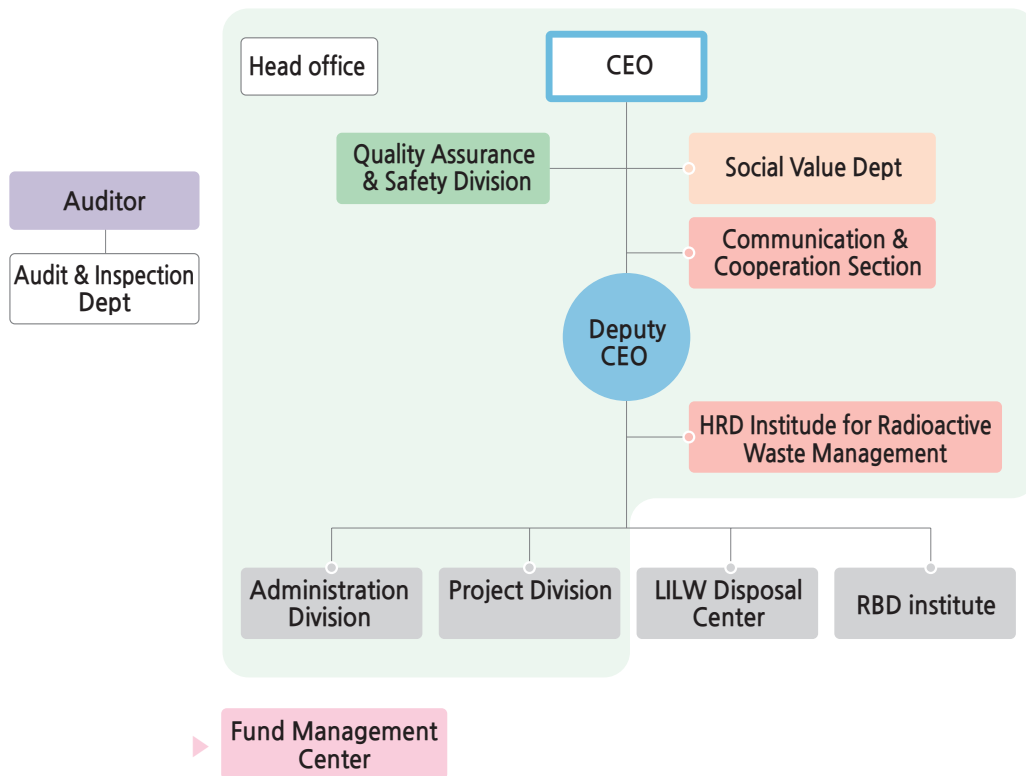 Head office
CEO
Quality Assurance
& Safety Division
Social Value Dept
Auditor
Communication &
Cooperation Section
Audit & Inspection
Dept
Deputy
CEO
HRD Institude for Radioactive
Waste Management
Administration
Division
Project Division
LILW Disposal
Center
RBD institute
Fund Management
Center